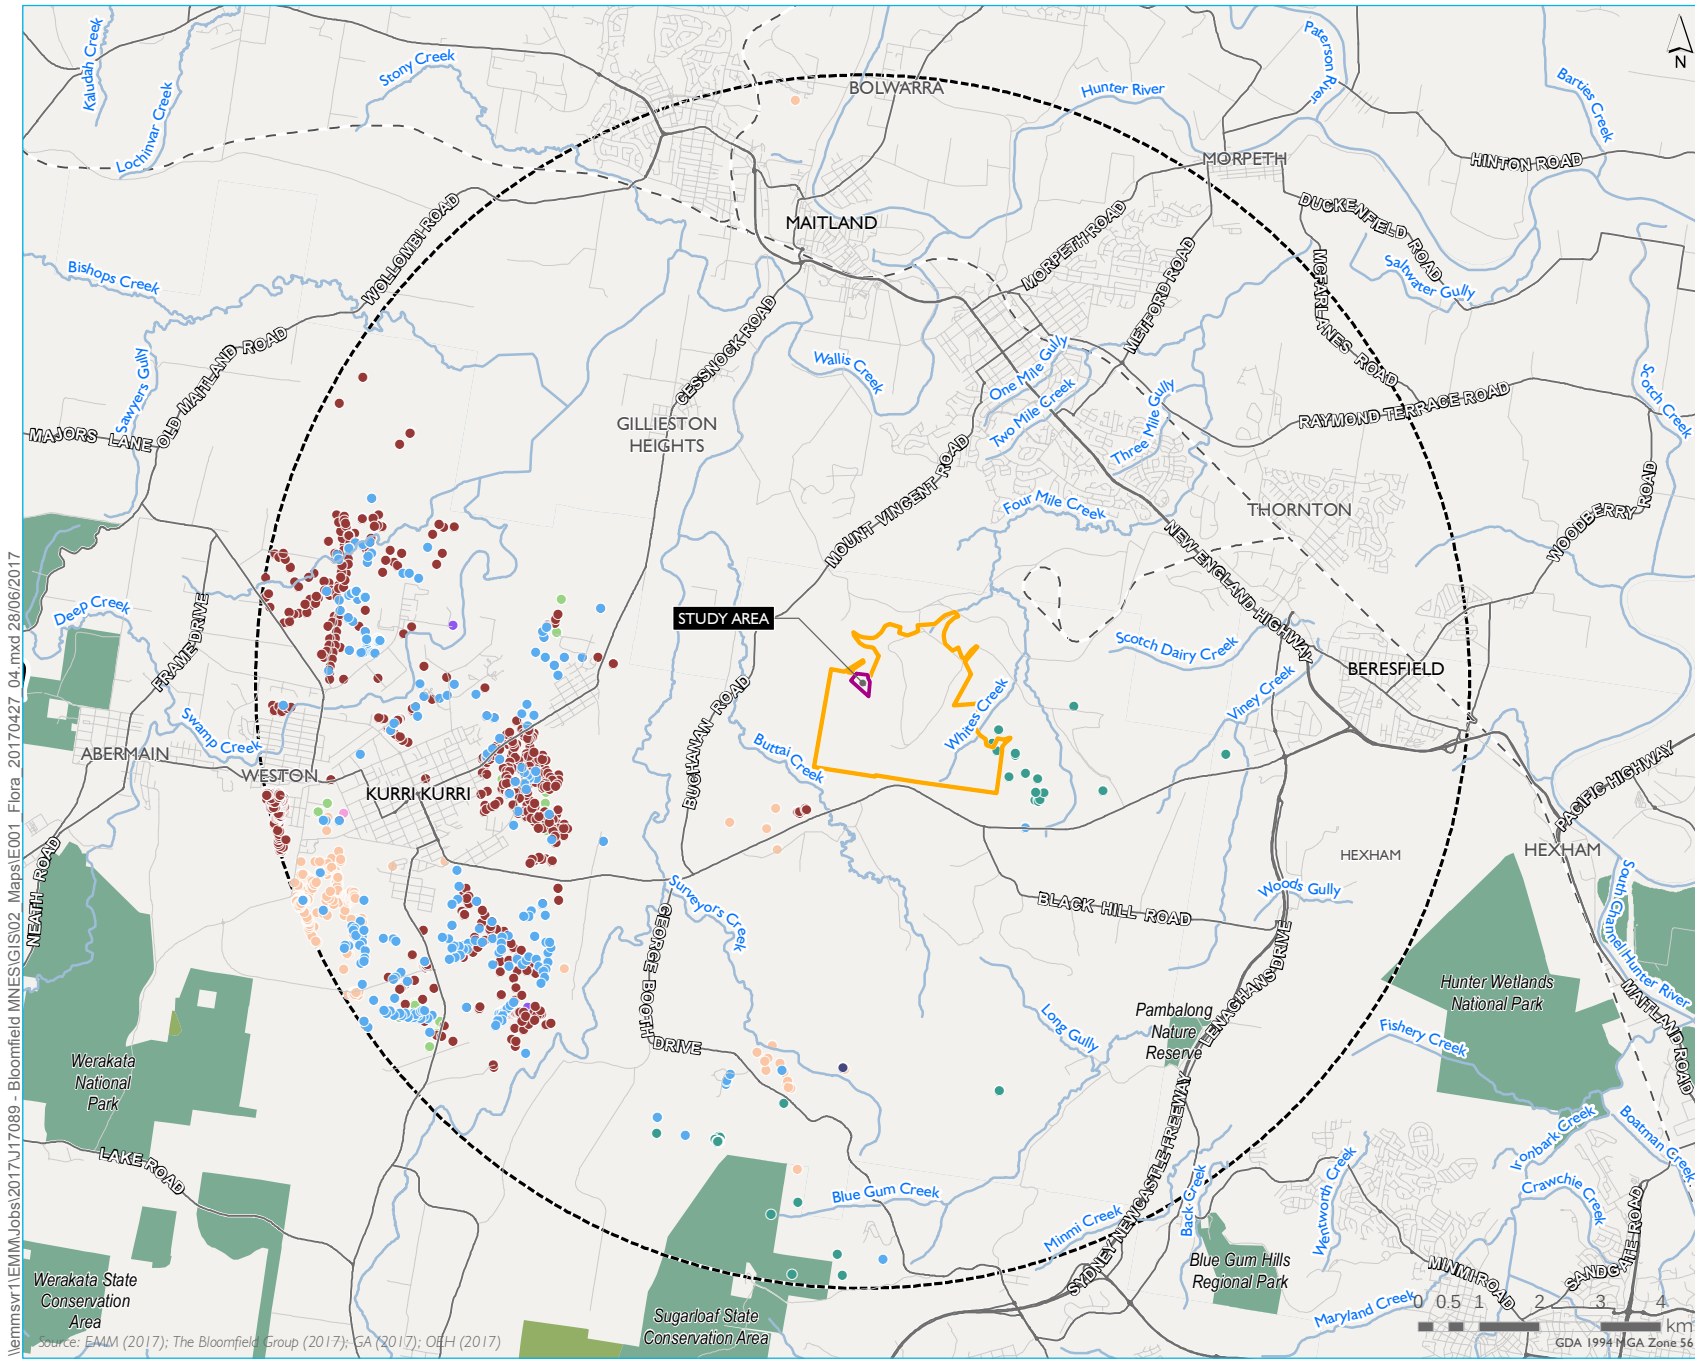 Kaludah Creek
Lochinvar Creek
Stony Creek
BOLWARRA
Hunter River
Paterson River
Barties Creek
N
MORPETH
HINTON ROAD
WOLLOMBI ROAD
MAITLAND
MORPETH ROAD
DUCKENFIELD ROAD
Bishops Creek
METFORD ROAD
MCFARLANES ROAD
Saltwater Gully
CESSNOCK ROAD
OLD MAITLAND ROAD
Sawyers Gully
MAJORS LANE
Wallis Creek
One Mile Gully
Two Mile Creek
Three Mile Gully
RAYMOND TERRACE ROAD
Scotch Creek
GILLIESTON
HEIGHTS
MOUNT VINCENT ROAD
Four Mile Creek
THORNTON
WOODBERRY ROAD
NEW ENGLAND HIGHWAY
Deep Creek
FRAME DRIVE
STUDY AREA
Scotch Dairy Creek
BERESFIELD
Viney Creek
Whites Creek
BUCHANAN ROAD
Buttai Creek
Swamp Creek
ABERMAIN
WESTON
KURRI KURRI
PACIFIC HIGHWAY
HEXHAM
HEXHAM
NEATH ROAD
Woods Gully
BLACK HILL ROAD
Surveyors Creek
GEORGE BOOTH DRIVE
LENAGHANS DRIVE
South Channel Hunter River
Hunter Wetlands
National Park
MAITLAND ROAD
Pambalong
Nature
Reserve
Long Gully
Fishery Creek
Werakata
National
Park
LAKE ROAD
Blue Gum Creek
Minmi Creek
SYDNEY NEWCASTLE FREEWAY
Back Creek
Wentworth Creek
Ironbark Creek
Boatman Creek
Crawchie Creek
Blue Gum Hills
Regional Park
MINMI ROAD
SANDGATE ROAD
Maryland Creek
Werakata State
Conservation
Area
Sugarloaf State
Conservation Area
0 0.5 1 2 3 4
km
GDA 1994 MGA Zone 56
Source: EMM (2017); The Bloomfield Group (2017); GA (2017); OEH (2017)
\\emmsvr1\EMM\Jobs\2017\J17089 - Bloomfield MNES\GIS\02_Maps\E001_Flora_20170427_04.mxd 28/06/2017